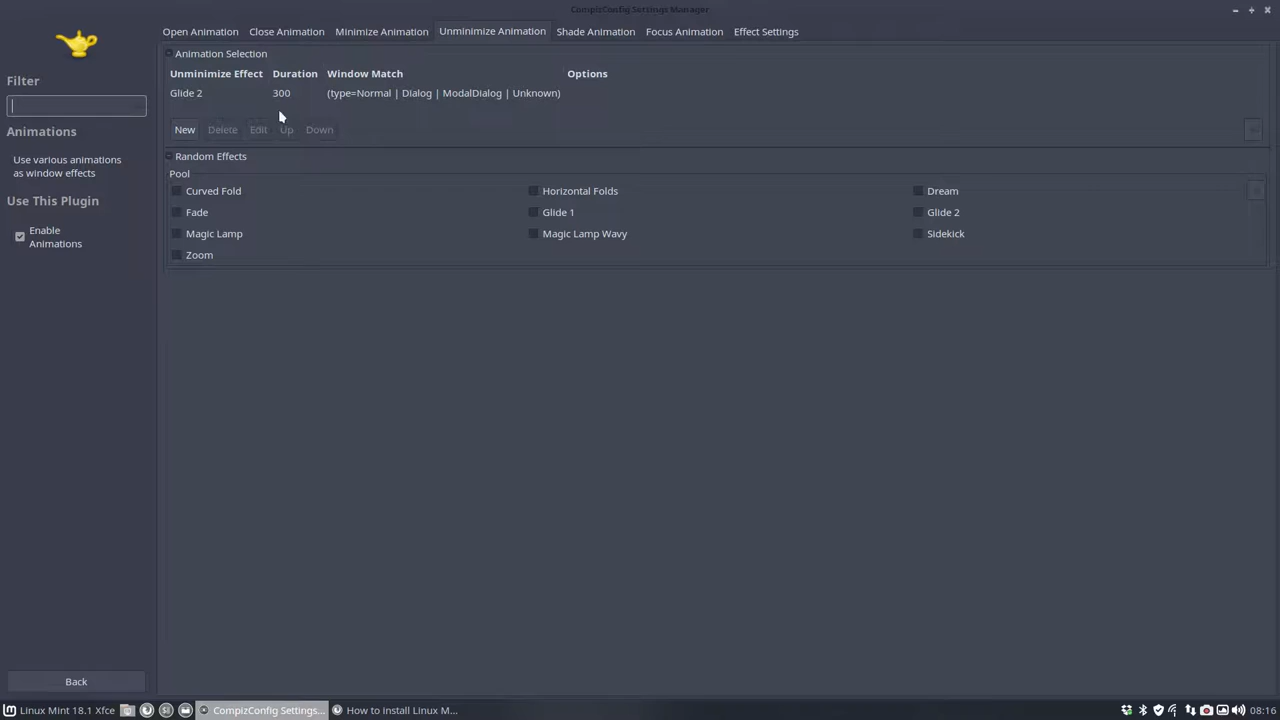 CompizConfig Settings Manager
Open Animation Close Animation Minimize Animation Unminimize Animation Shade Animation Focus Animation Effect Settings
Animation Selection
Unminimize Effect Duration Window Match Options
Glide 2 300 (type=Normal | Dialog | ModalDialog | Unknown)
New Delete Edit Up Down
Random Effects
Pool
Curved Fold Horizontal Folds Dream
Fade Glide 1 Glide 2
Magic Lamp Magic Lamp Wavy Sidekick
Zoom
Filter
Animations
Use various animations
as window effects
Use This Plugin
Enable
Animations
Back
Linux Mint 18.1 Xfce CompizConfig Settings... How to install Linux M... 08:16